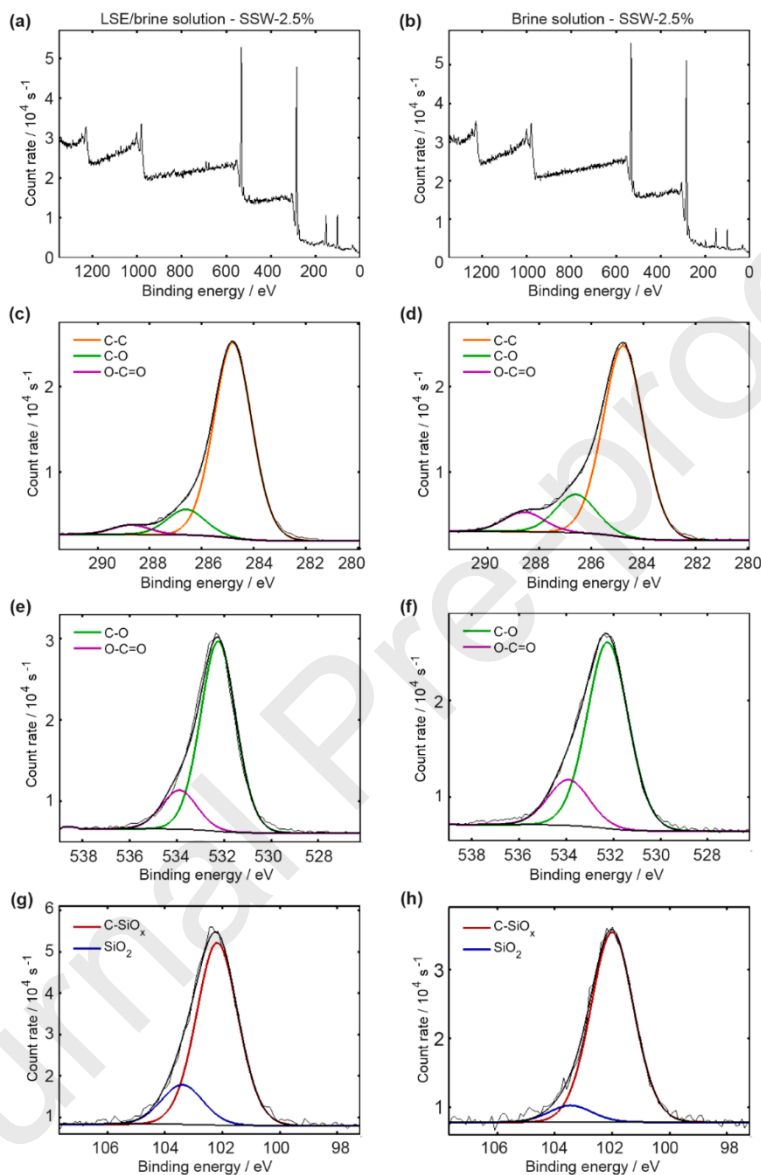 (a) LSE/brine solution - SSW-2.5%
Count rate / 10⁴ s⁻¹
5
4
3
2
1
0
1200 1000 800 600 400 200 0
Binding energy / eV
(b) Brine solution - SSW-2.5%
Count rate / 10⁴ s⁻¹
5
4
3
2
1
0
1200 1000 800 600 400 200 0
Binding energy / eV
(c)
C-C
C-O
O-C=O
Count rate / 10⁴ s⁻¹
2
1
290 288 286 284 282 280
Binding energy / eV
(d)
C-C
C-O
O-C=O
Count rate / 10⁴ s⁻¹
2
1
290 288 286 284 282 280
Binding energy / eV
(e)
C-O
O-C=O
Count rate / 10⁴ s⁻¹
3
2
1
538 536 534 532 530 528
Binding energy / eV
(f)
C-O
O-C=O
Count rate / 10⁴ s⁻¹
2
1
538 536 534 532 530 528
Binding energy / eV
(g)
C-SiOₓ
SiO₂
Count rate / 10⁴ s⁻¹
6
5
4
3
2
1
106 104 102 100 98
Binding energy / eV
(h)
C-SiOₓ
SiO₂
Count rate / 10⁴ s⁻¹
3
2
1
106 104 102 100 98
Binding energy / eV
urnal Pre-proo